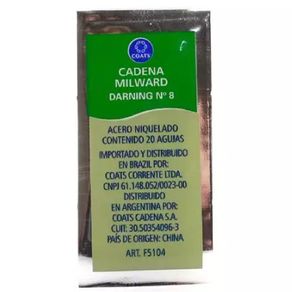 COATS
CADENA
MILWARD
DARNING Nº 8
ACERO NIQUELADO
CONTENIDO 20 AGUJAS
IMPORTADO Y DISTRIBUIDO
EN BRAZIL POR:
COATS CORRENTE LTDA.
CNPJ 61.148.052/0023-00
DISTRIBUIDO
EN ARGENTINA POR:
COATS CADENA S.A.
CUIT: 30.50354096-3
PAÍS DE ORIGEN: CHINA
ART. F5104